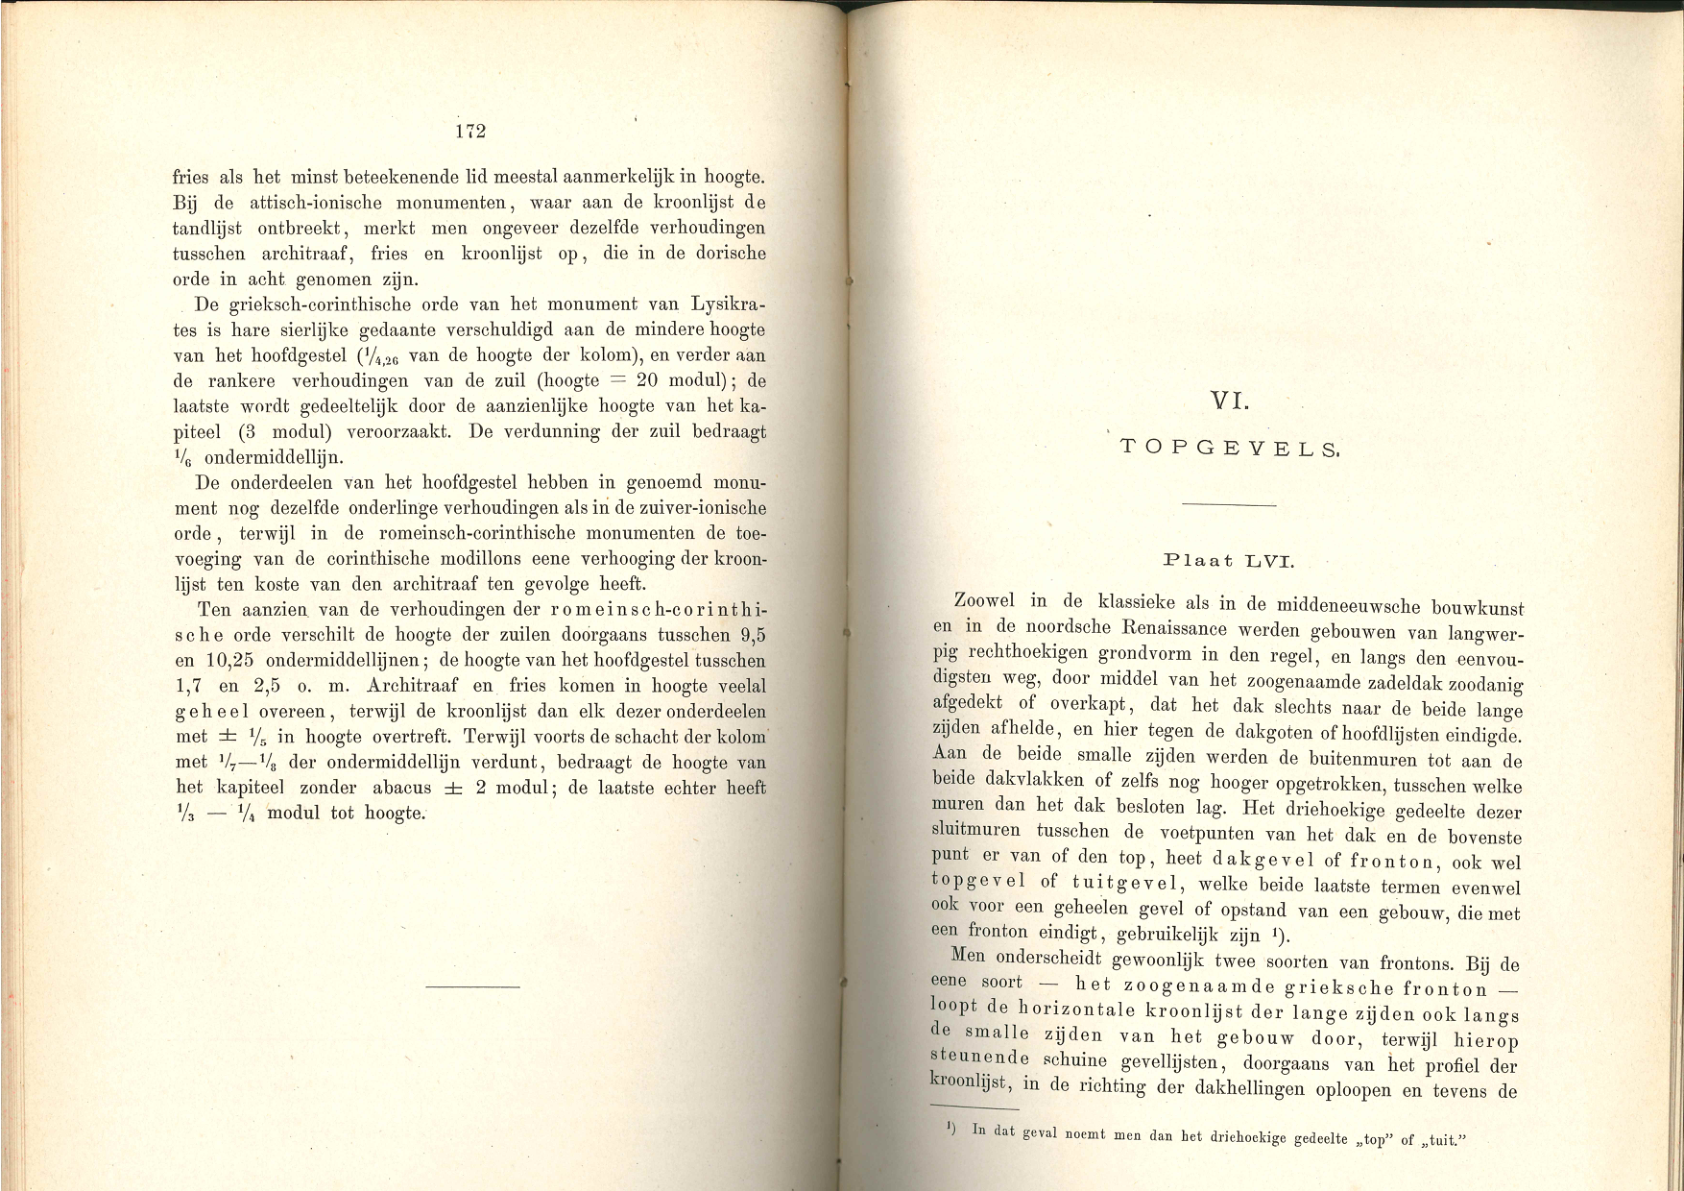 172
fries als het minst beteekenende lid meestal aanmerkelijk in hoogte.
Bij de attisch-ionische monumenten, waar aan de kroonlijst de
tandlijst ontbreekt, merkt men ongeveer dezelfde verhoudingen
tusschen architraaf, fries en kroonlijst op, die in de dorische
orde in acht genomen zijn.
De grieksch-corinthische orde van het monument van Lysikra-
tes is hare sierlijke gedaante verschuldigd aan de mindere hoogte
van het hoofdgestel (1/4,26 van de hoogte der kolom), en verder aan
de rankere verhoudingen van de zuil (hoogte = 20 modul); de
laatste wordt gedeeltelijk door de aanzienlijke hoogte van het ka-
piteel (3 modul) veroorzaakt. De verdunning der zuil bedraagt
1/6 ondermiddellijn.
De onderdeelen van het hoofdgestel hebben in genoemd monu-
ment nog dezelfde onderlinge verhoudingen als in de zuiver-ionische
orde, terwijl in de romeinsch-corinthische monumenten de toe-
voeging van de corinthische modillons eene verhooging der kroon-
lijst ten koste van den architraaf ten gevolge heeft.
Ten aanzien van de verhoudingen der romeinsch-corinthi-
sche orde verschilt de hoogte der zuilen doorgaans tusschen 9,5
en 10,25 ondermiddellijnen; de hoogte van het hoofdgestel tusschen
1,7 en 2,5 o. m. Architraaf en fries komen in hoogte veelal
geheel overeen, terwijl de kroonlijst dan elk dezer onderdeelen
met ± 1/5 in hoogte overtreft. Terwijl voorts de schacht der kolom
met 1/7—1/8 der ondermiddellijn verdunt, bedraagt de hoogte van
het kapiteel zonder abacus ± 2 modul; de laatste echter heeft
1/3 — 1/4 modul tot hoogte.
VI.
TOPGEVELS.
Plaat LVI.
Zoowel in de klassieke als in de middeneeuwsche bouwkunst
en in de noordsche Renaissance werden gebouwen van langwer-
pig rechthoekigen grondvorm in den regel, en langs den eenvou-
digsten weg, door middel van het zoogenaamde zadeldak zoodanig
afgedekt of overkapt, dat het dak slechts naar de beide lange
zijden afhelde, en hier tegen de dakgoten of hoofdlijsten eindigde.
Aan de beide smalle zijden werden de buitenmuren tot aan de
beide dakvlakken of zelfs nog hooger opgetrokken, tusschen welke
muren dan het dak besloten lag. Het driehoekige gedeelte dezer
sluitmuren tusschen de voetpunten van het dak en de bovenste
punt er van of den top, heet dakgevel of fronton, ook wel
topgevel of tuitgevel, welke beide laatste termen evenwel
ook voor een geheelen gevel of opstand van een gebouw, die met
een fronton eindigt, gebruikelijk zijn 1).
Men onderscheidt gewoonlijk twee soorten van frontons. Bij de
eene soort — het zoogenaamde grieksche fronton —
loopt de horizontale kroonlijst der lange zijden ook langs
de smalle zijden van het gebouw door, terwijl hierop
steunende schuine gevellijsten, doorgaans van het profiel der
kroonlijst, in de richting der dakhellingen oploopen en tevens de
1) In dat geval noemt men dan het driehoekige gedeelte „top” of „tuit.”